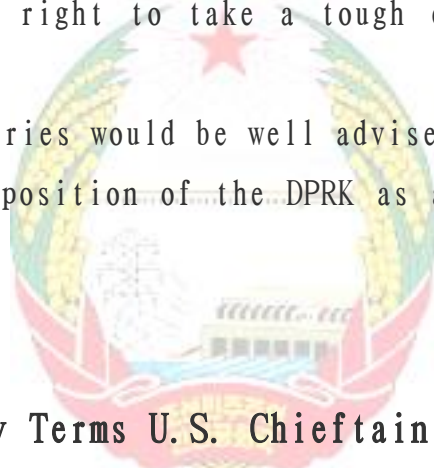 right to take a tough
ries would be well advise
position of the DPRK as a
Terms U.S. Chieftain